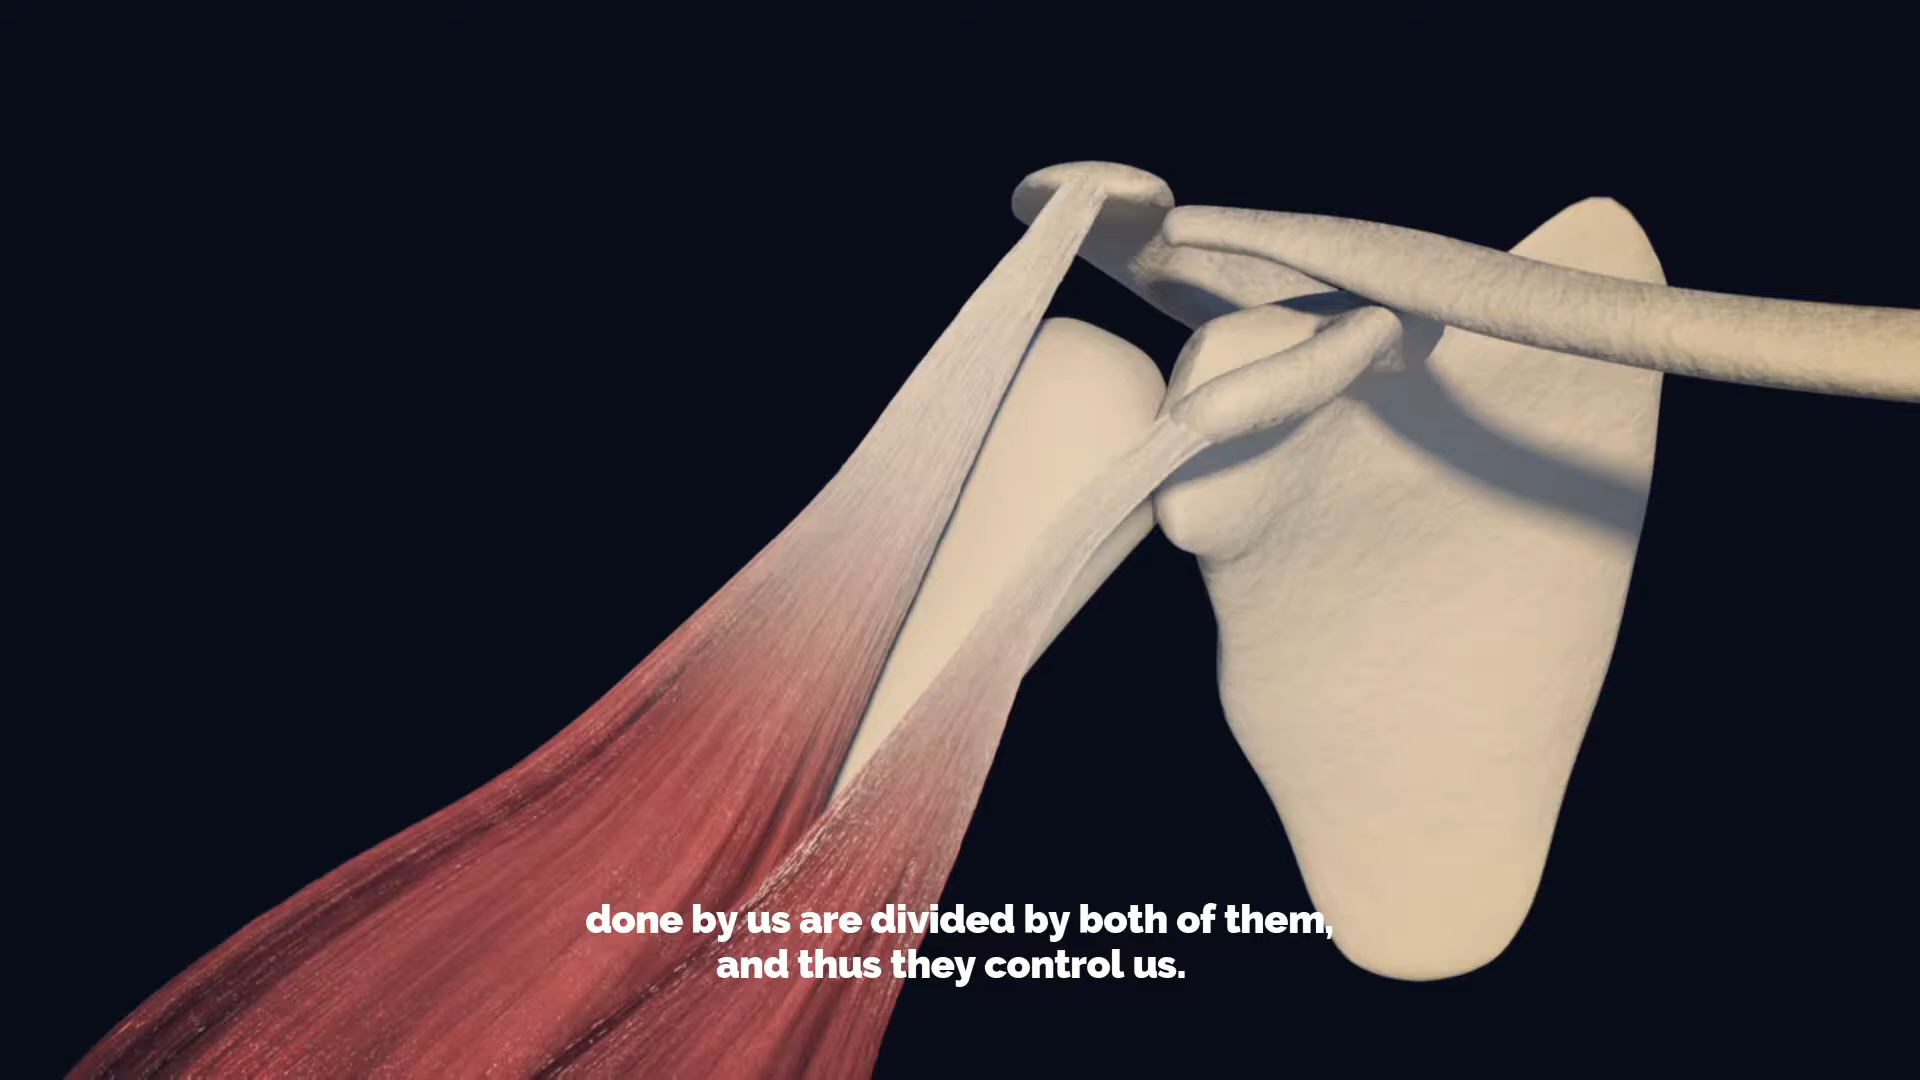 done by us are divided by both of them,
and thus they control us.